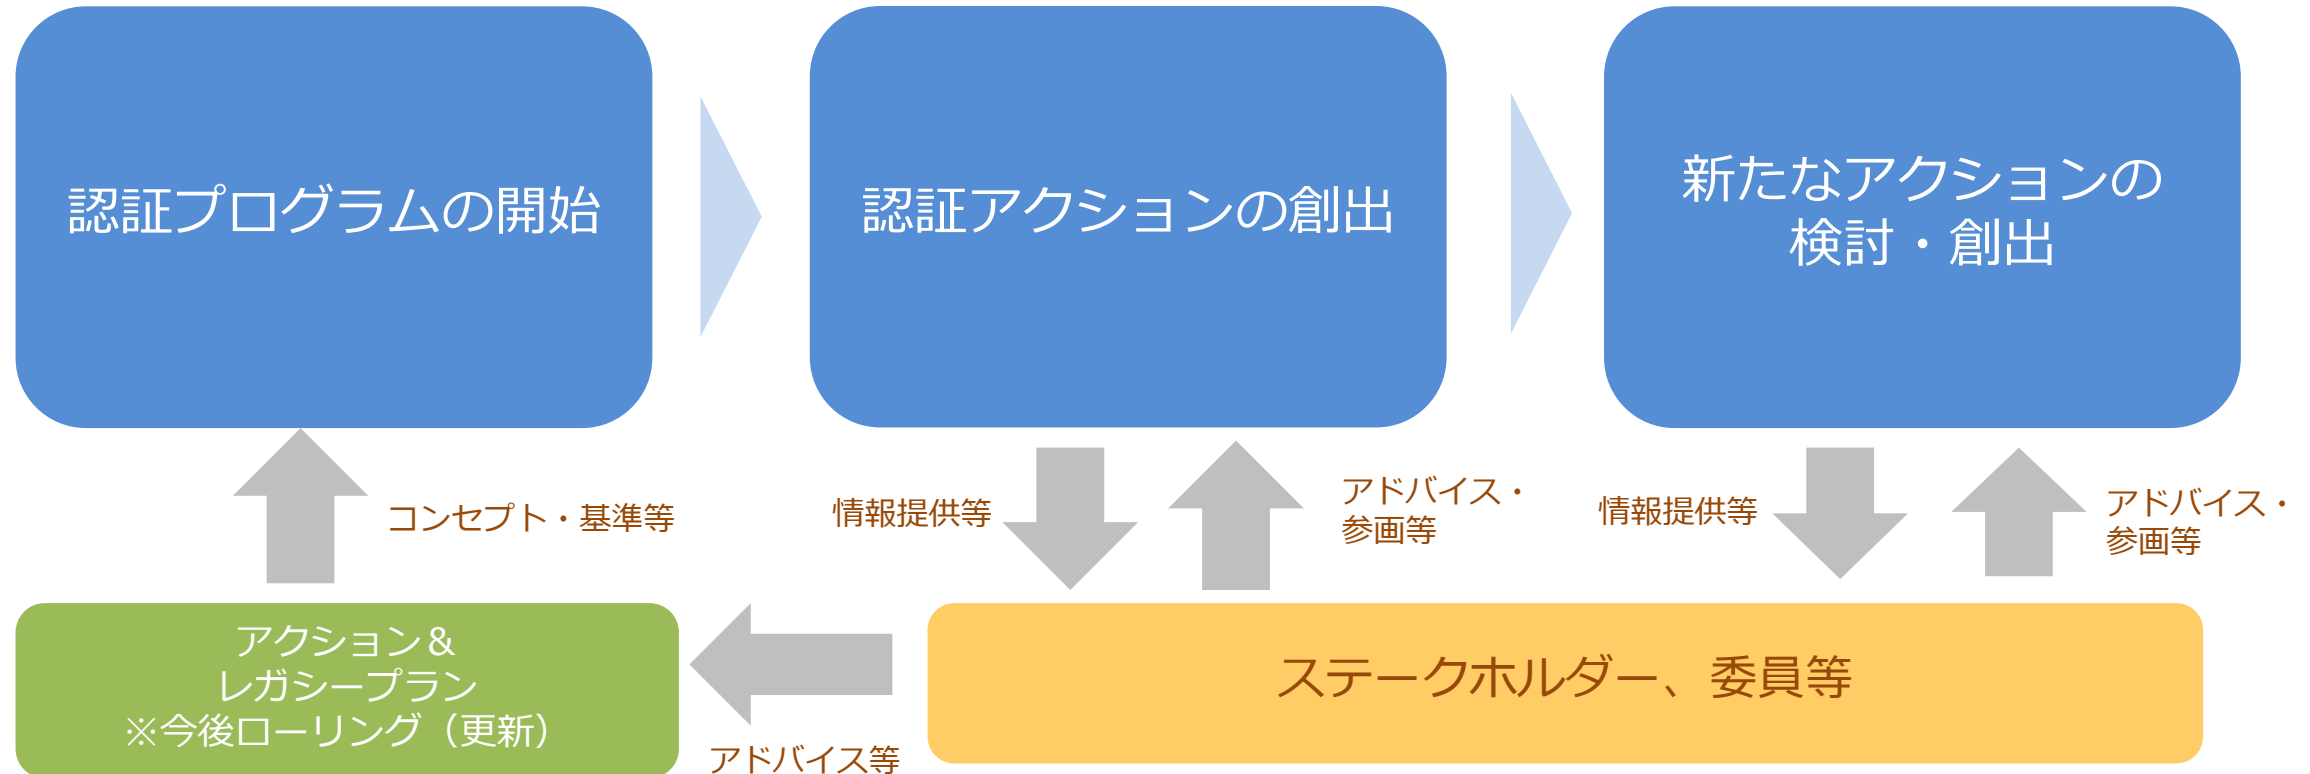 認証プログラムの開始
認証アクションの創出
新たなアクションの
検討・創出
コンセプト・基準等
情報提供等
アドバイス・
参画等
情報提供等
アドバイス・
参画等
アクション＆
レガシープラン
※今後ローリング（更新）
アドバイス等
ステークホルダー、委員等